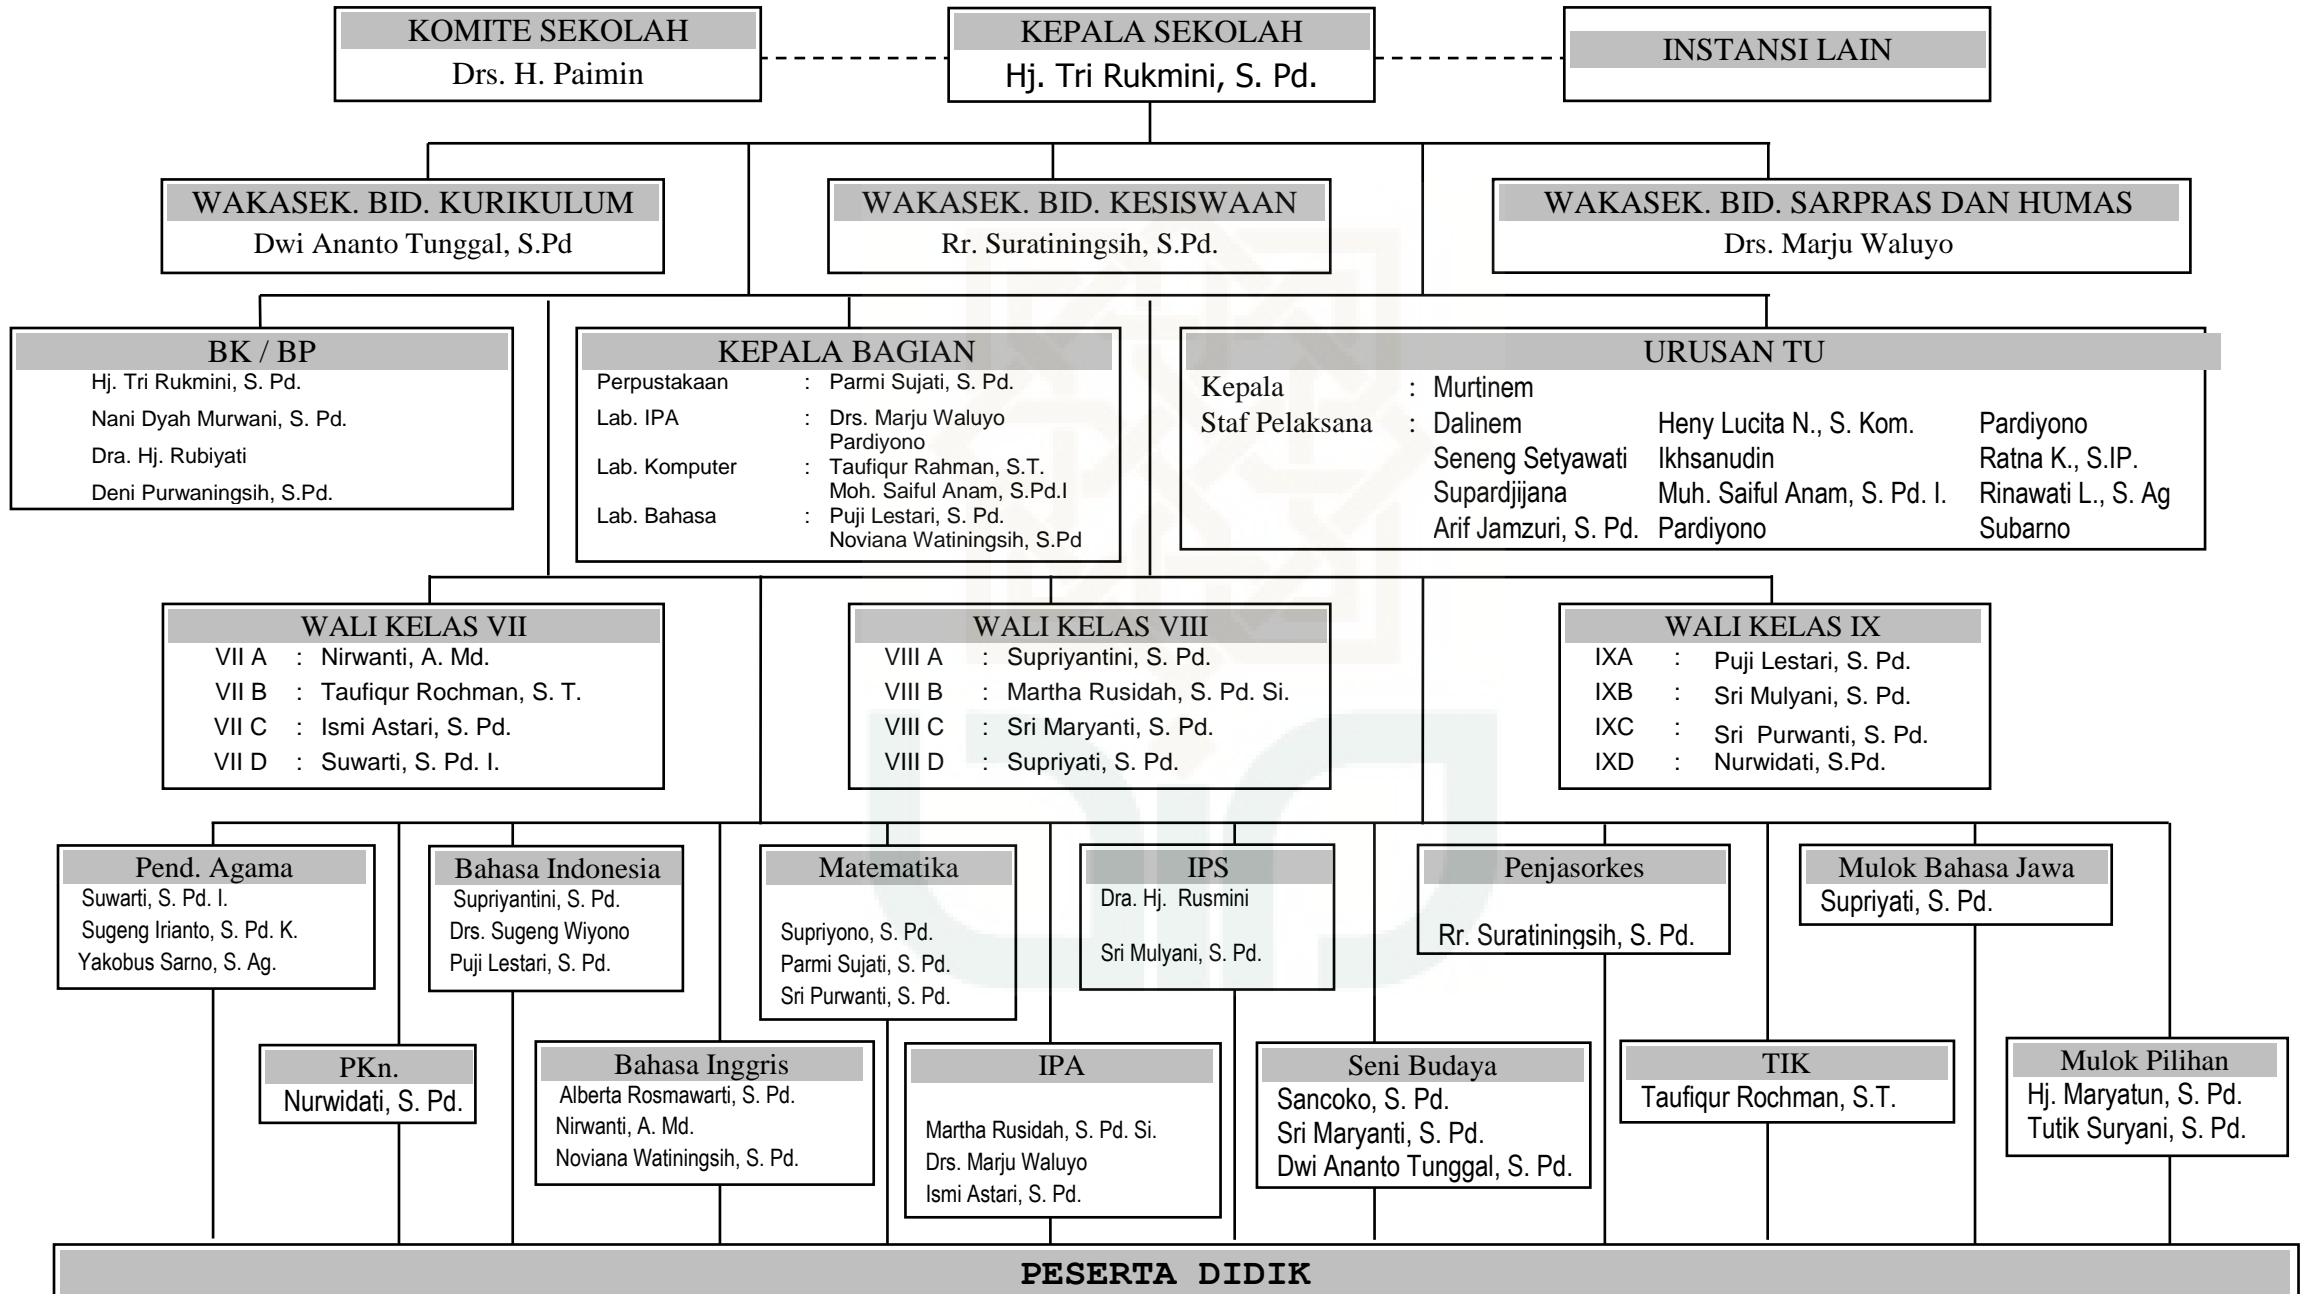 KOMITE SEKOLAH
Drs. H. Paimin
KEPALA SEKOLAH
Hj. Tri Rukmini, S. Pd.
INSTANSI LAIN
WAKASEK. BID. KURIKULUM
Dwi Ananto Tunggal, S.Pd
WAKASEK. BID. KESISWAAN
Rr. Suratiningsih, S.Pd.
WAKASEK. BID. SARPRAS DAN HUMAS
Drs. Marju Waluyo
BK / BP
Hj. Tri Rukmini, S. Pd.
Nani Dyah Murwani, S. Pd.
Dra. Hj. Rubiyati
Deni Purwaningsih, S.Pd.
KEPALA BAGIAN
Perpustakaan : Parmi Sujati, S. Pd.
Lab. IPA : Drs. Marju Waluyo
Pardiyono
Lab. Komputer : Taufiqur Rahman, S.T.
Moh. Saiful Anam, S.Pd.I
Lab. Bahasa : Puji Lestari, S. Pd.
Noviana Watiningsih, S.Pd
URUSAN TU
Kepala : Murtinem
Staf Pelaksana : Dalinem Heny Lucita N., S. Kom. Pardiyono
Seneng Setyawati Ikhsanudin Ratna K., S.IP.
Supardjijana Muh. Saiful Anam, S. Pd. I. Rinawati L., S. Ag
Arif Jamzuri, S. Pd. Pardiyono Subarno
WALI KELAS VII
VII A : Nirwanti, A. Md.
VII B : Taufiqur Rochman, S. T.
VII C : Ismi Astari, S. Pd.
VII D : Suwarti, S. Pd. I.
WALI KELAS VIII
VIII A : Supriyantini, S. Pd.
VIII B : Martha Rusidah, S. Pd. Si.
VIII C : Sri Maryanti, S. Pd.
VIII D : Supriyati, S. Pd.
WALI KELAS IX
IXA : Puji Lestari, S. Pd.
IXB : Sri Mulyani, S. Pd.
IXC : Sri Purwanti, S. Pd.
IXD : Nurwidati, S.Pd.
Pend. Agama
Suwarti, S. Pd. I.
Sugeng Irianto, S. Pd. K.
Yakobus Sarno, S. Ag.
Bahasa Indonesia
Supriyantini, S. Pd.
Drs. Sugeng Wiyono
Puji Lestari, S. Pd.
Matematika
Supriyono, S. Pd.
Parmi Sujati, S. Pd.
Sri Purwanti, S. Pd.
IPS
Dra. Hj. Rusmini
Sri Mulyani, S. Pd.
Penjasorkes
Rr. Suratiningsih, S. Pd.
Mulok Bahasa Jawa
Supriyati, S. Pd.
PKn.
Nurwidati, S. Pd.
Bahasa Inggris
Alberta Rosmawarti, S. Pd.
Nirwanti, A. Md.
Noviana Watiningsih, S. Pd.
IPA
Martha Rusidah, S. Pd. Si.
Drs. Marju Waluyo
Ismi Astari, S. Pd.
Seni Budaya
Sancoko, S. Pd.
Sri Maryanti, S. Pd.
Dwi Ananto Tunggal, S. Pd.
TIK
Taufiqur Rochman, S.T.
Mulok Pilihan
Hj. Maryatun, S. Pd.
Tutik Suryani, S. Pd.
PESERTA DIDIK